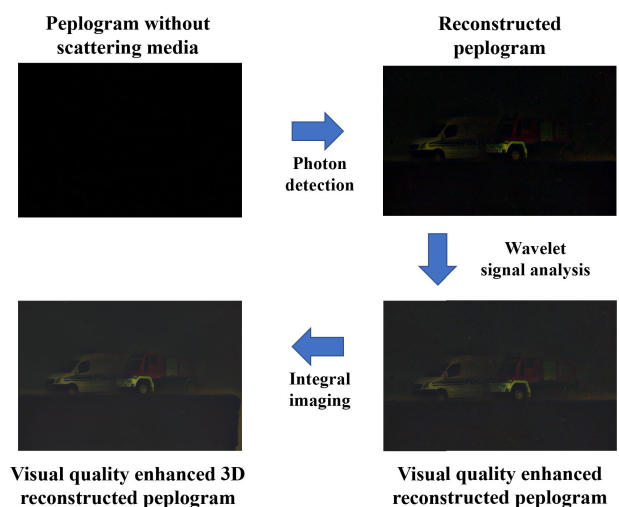 Peplogram without
scattering media
Reconstructed
peplogram
Photon
detection
Wavelet
signal analysis
Integral
imaging
Visual quality enhanced 3D
reconstructed peplogram
Visual quality enhanced
reconstructed peplogram